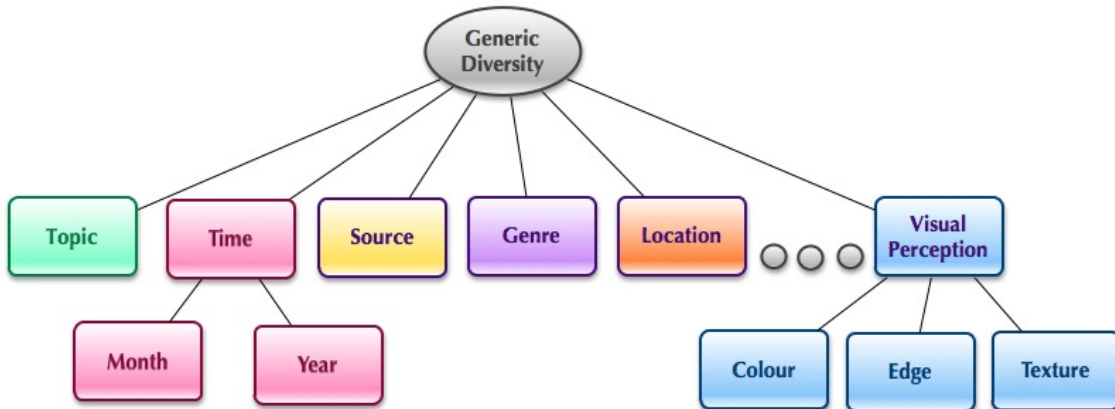 Generic
Diversity
Topic
Time
Source
Genre
Location
Visual
Perception
Month
Year
Colour
Edge
Texture